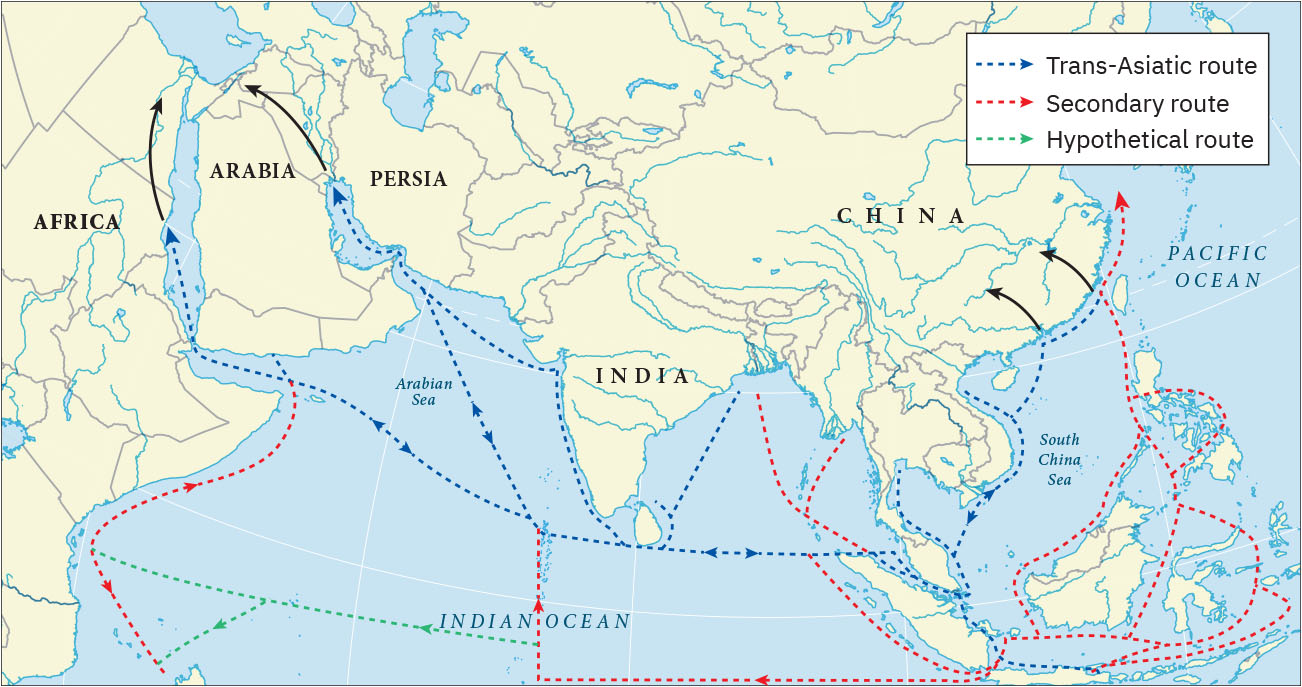 Trans-Asiatic route
Secondary route
Hypothetical route
ARABIA
PERSIA
AFRICA
CHINA
PACIFIC
OCEAN
INDIA
Arabian
Sea
South
China
Sea
INDIAN OCEAN